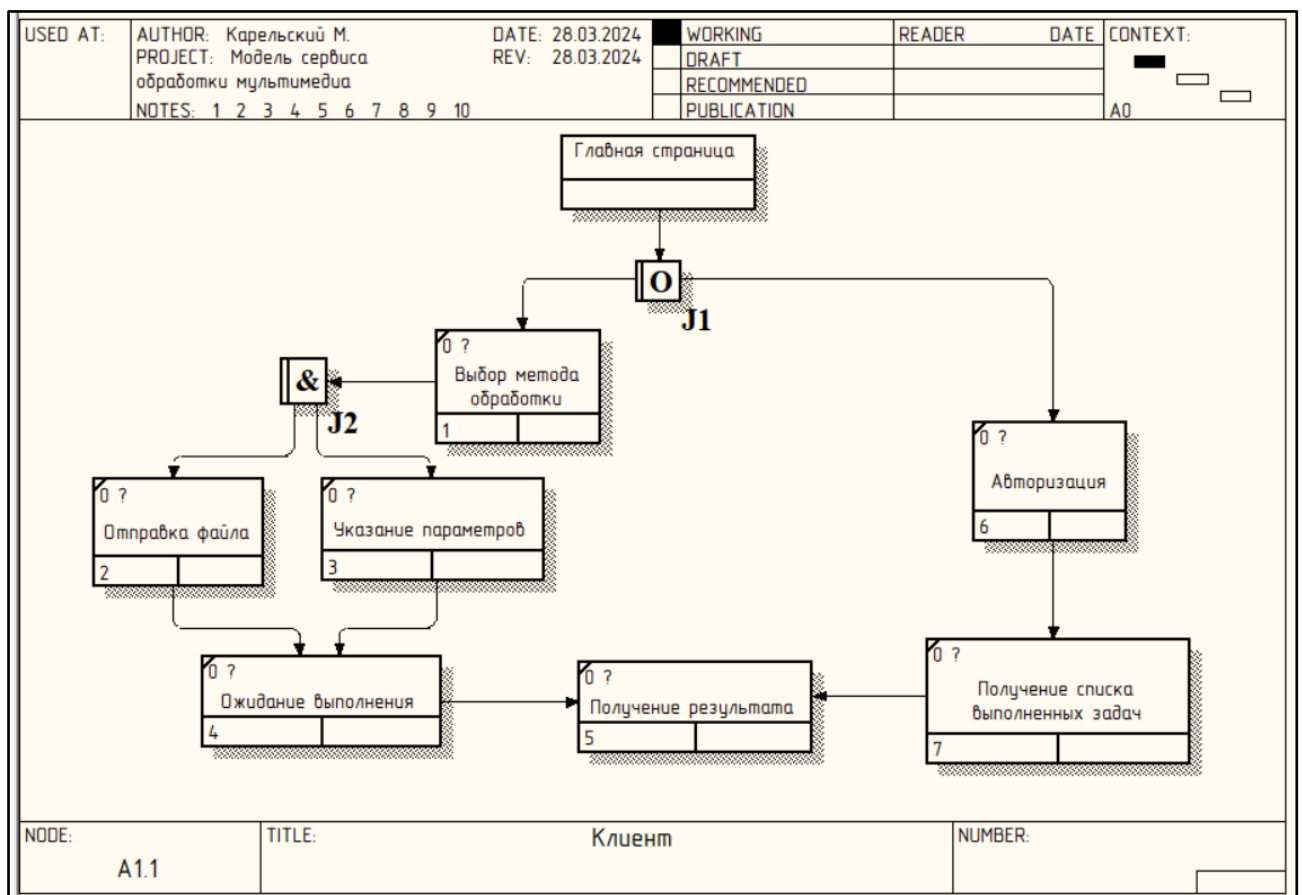 USED AT:
AUTHOR: Карельский М.
DATE: 28.03.2024
PROJECT: Модель сервиса
REV: 28.03.2024
обработки мультимедиа
NOTES: 1 2 3 4 5 6 7 8 9 10
WORKING
DRAFT
RECOMMENDED
PUBLICATION
READER DATE
CONTEXT:
A0
Главная страница
O
J1
0 ?
Выбор метода
обработки
1
&
J2
0 ?
Отправка файла
2
0 ?
Указание параметров
3
0 ?
Авторизация
6
0 ?
Ожидание выполнения
4
0 ?
Получение результата
5
0 ?
Получение списка
выполненных задач
7
NODE:
A1.1
TITLE:
Клиент
NUMBER: